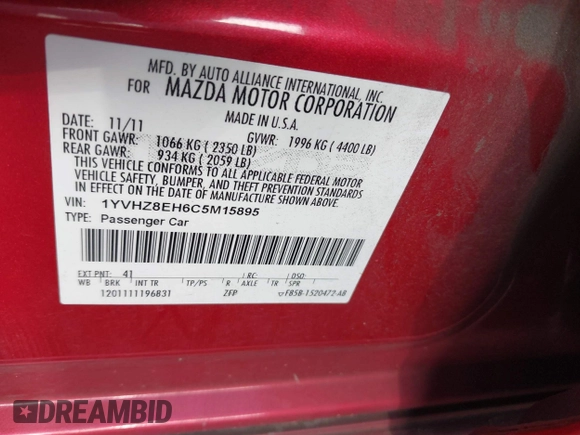 MFD. BY AUTO ALLIANCE INTERNATIONAL, INC.
FOR MAZDA MOTOR CORPORATION
MADE IN U.S.A.
DATE: 11/11 GVWR: 1996 KG ( 4400 LB)
FRONT GAWR: 1066 KG ( 2350 LB)
REAR GAWR: 934 KG ( 2059 LB)
THIS VEHICLE CONFORMS TO ALL APPLICABLE FEDERAL MOTOR
VEHICLE SAFETY, BUMPER, AND THEFT PREVENTION STANDARDS
IN EFFECT ON THE DATE OF MANUFACTURE SHOWN ABOVE.
VIN: 1YVHZ8EH6C5M15895
TYPE: Passenger Car
EXT PNT: 41 RC: DSO:
WB BRK INT TR TP/PS R AXLE TR SPR
1201111196831 ZFP FB5B-1520472-AB
DREAMBID